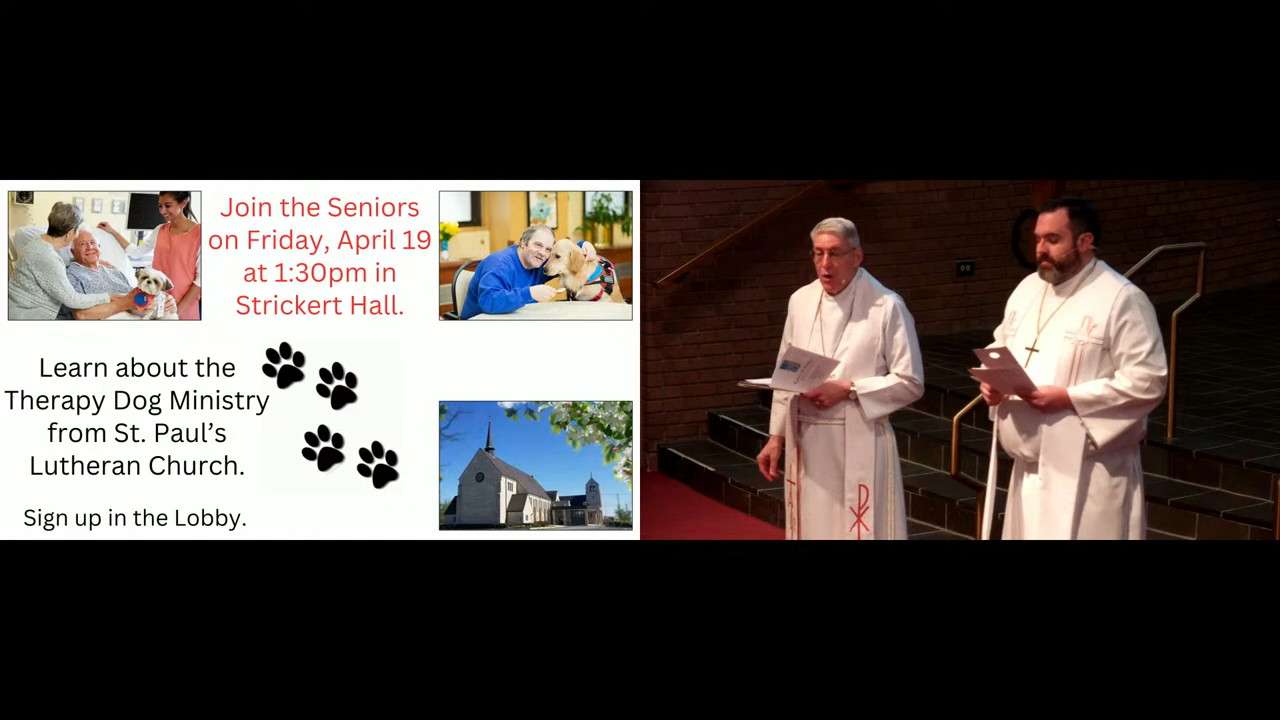 Join the Seniors
on Friday, April 19
at 1:30pm in
Strickert Hall.
Learn about the
Therapy Dog Ministry
from St. Paul’s
Lutheran Church.
Sign up in the Lobby.